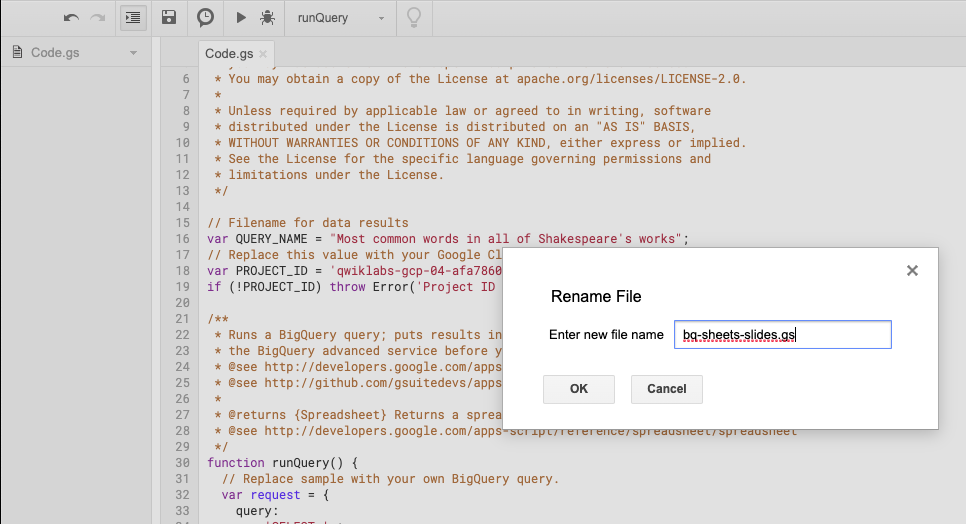 runQuery
Code.gs
Code.gs ×
6 * You may obtain a copy of the License at apache.org/licenses/LICENSE-2.0.
7 *
8 * Unless required by applicable law or agreed to in writing, software
9 * distributed under the License is distributed on an "AS IS" BASIS,
10 * WITHOUT WARRANTIES OR CONDITIONS OF ANY KIND, either express or implied.
11 * See the License for the specific language governing permissions and
12 * limitations under the License.
13 */
14
15 // Filename for data results
16 var QUERY_NAME = "Most common words in all of Shakespeare's works";
17 // Replace this value with your Google Cl
18 var PROJECT_ID = 'qwiklabs-gcp-04-afa7860
19 if (!PROJECT_ID) throw Error('Project ID
20
21 /**
22 * Runs a BigQuery query; puts results in
23 * the BigQuery advanced service before y
24 * @see http://developers.google.com/apps
25 * @see http://github.com/gsuitedevs/apps
26 *
27 * @returns {Spreadsheet} Returns a sprea
28 * @see http://developers.google.com/apps-script/reference/spreadsheet/spreadsheet
29 */
30 function runQuery() {
31 // Replace sample with your own BigQuery query.
32 var request = {
33 query:
Rename File
Enter new file name bq-sheets-slides.gs
OK Cancel